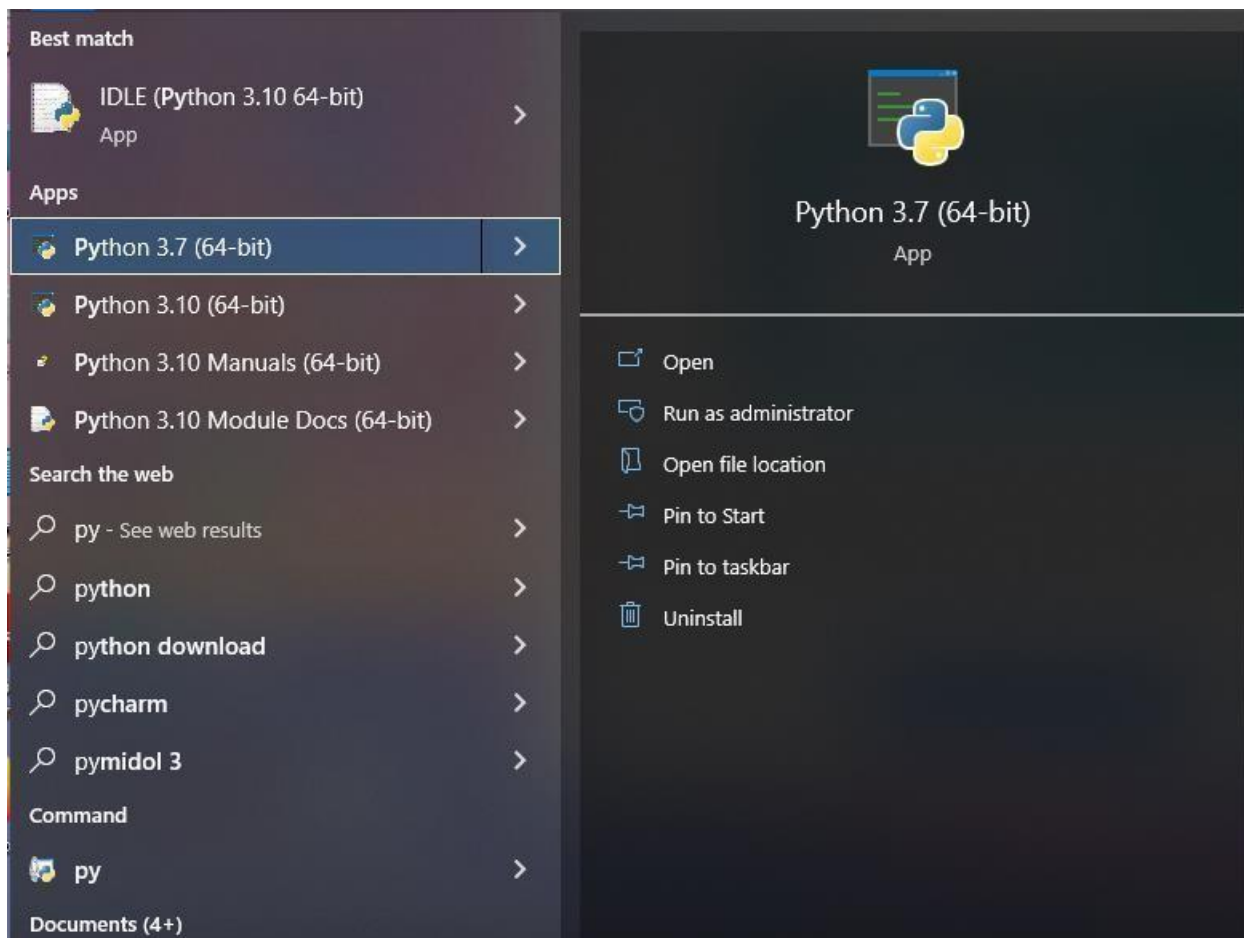 Best match
IDLE (Python 3.10 64-bit)
App
Apps
Python 3.7 (64-bit)
Python 3.10 (64-bit)
Python 3.10 Manuals (64-bit)
Python 3.10 Module Docs (64-bit)
Search the web
py - See web results
python
python download
pycharm
pymidol 3
Command
py
Documents (4+)
Python 3.7 (64-bit)
App
Open
Run as administrator
Open file location
Pin to Start
Pin to taskbar
Uninstall